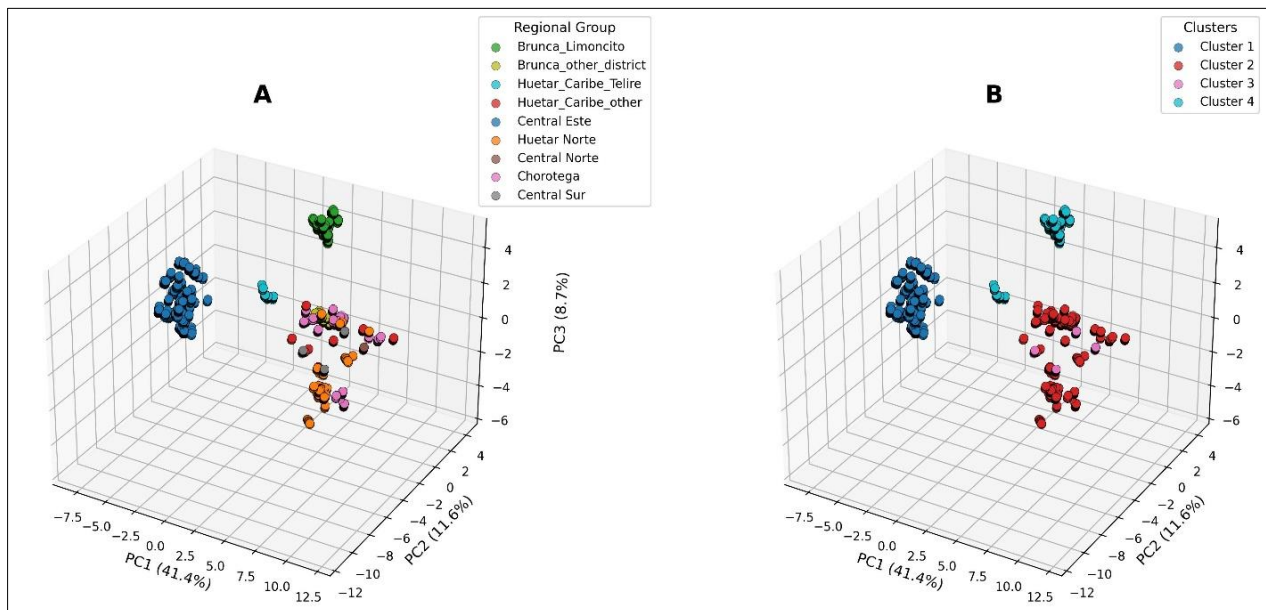 A
Regional Group
Brunca_Limoncito
Brunca_other_district
Huetar_Caribe_Telire
Huetar_Caribe_other
Central Este
Huetar Norte
Central Norte
Chorotega
Central Sur
4
2
0
−2
−4
−6
PC3 (8.7%)
4
2
0
−2
−4
−6
−8
−10
−12
PC2 (11.6%)
−7.5
−5.0
0.0
2.5
5.0
7.5
10.0
12.5
PC1 (41.4%)
B
Clusters
Cluster 1
Cluster 2
Cluster 3
Cluster 4
4
2
0
−2
−4
−6
4
2
0
−2
−4
−6
−8
−10
−12
PC2 (11.6%)
−7.5
−5.0
0.0
2.5
5.0
7.5
10.0
12.5
PC1 (41.4%)